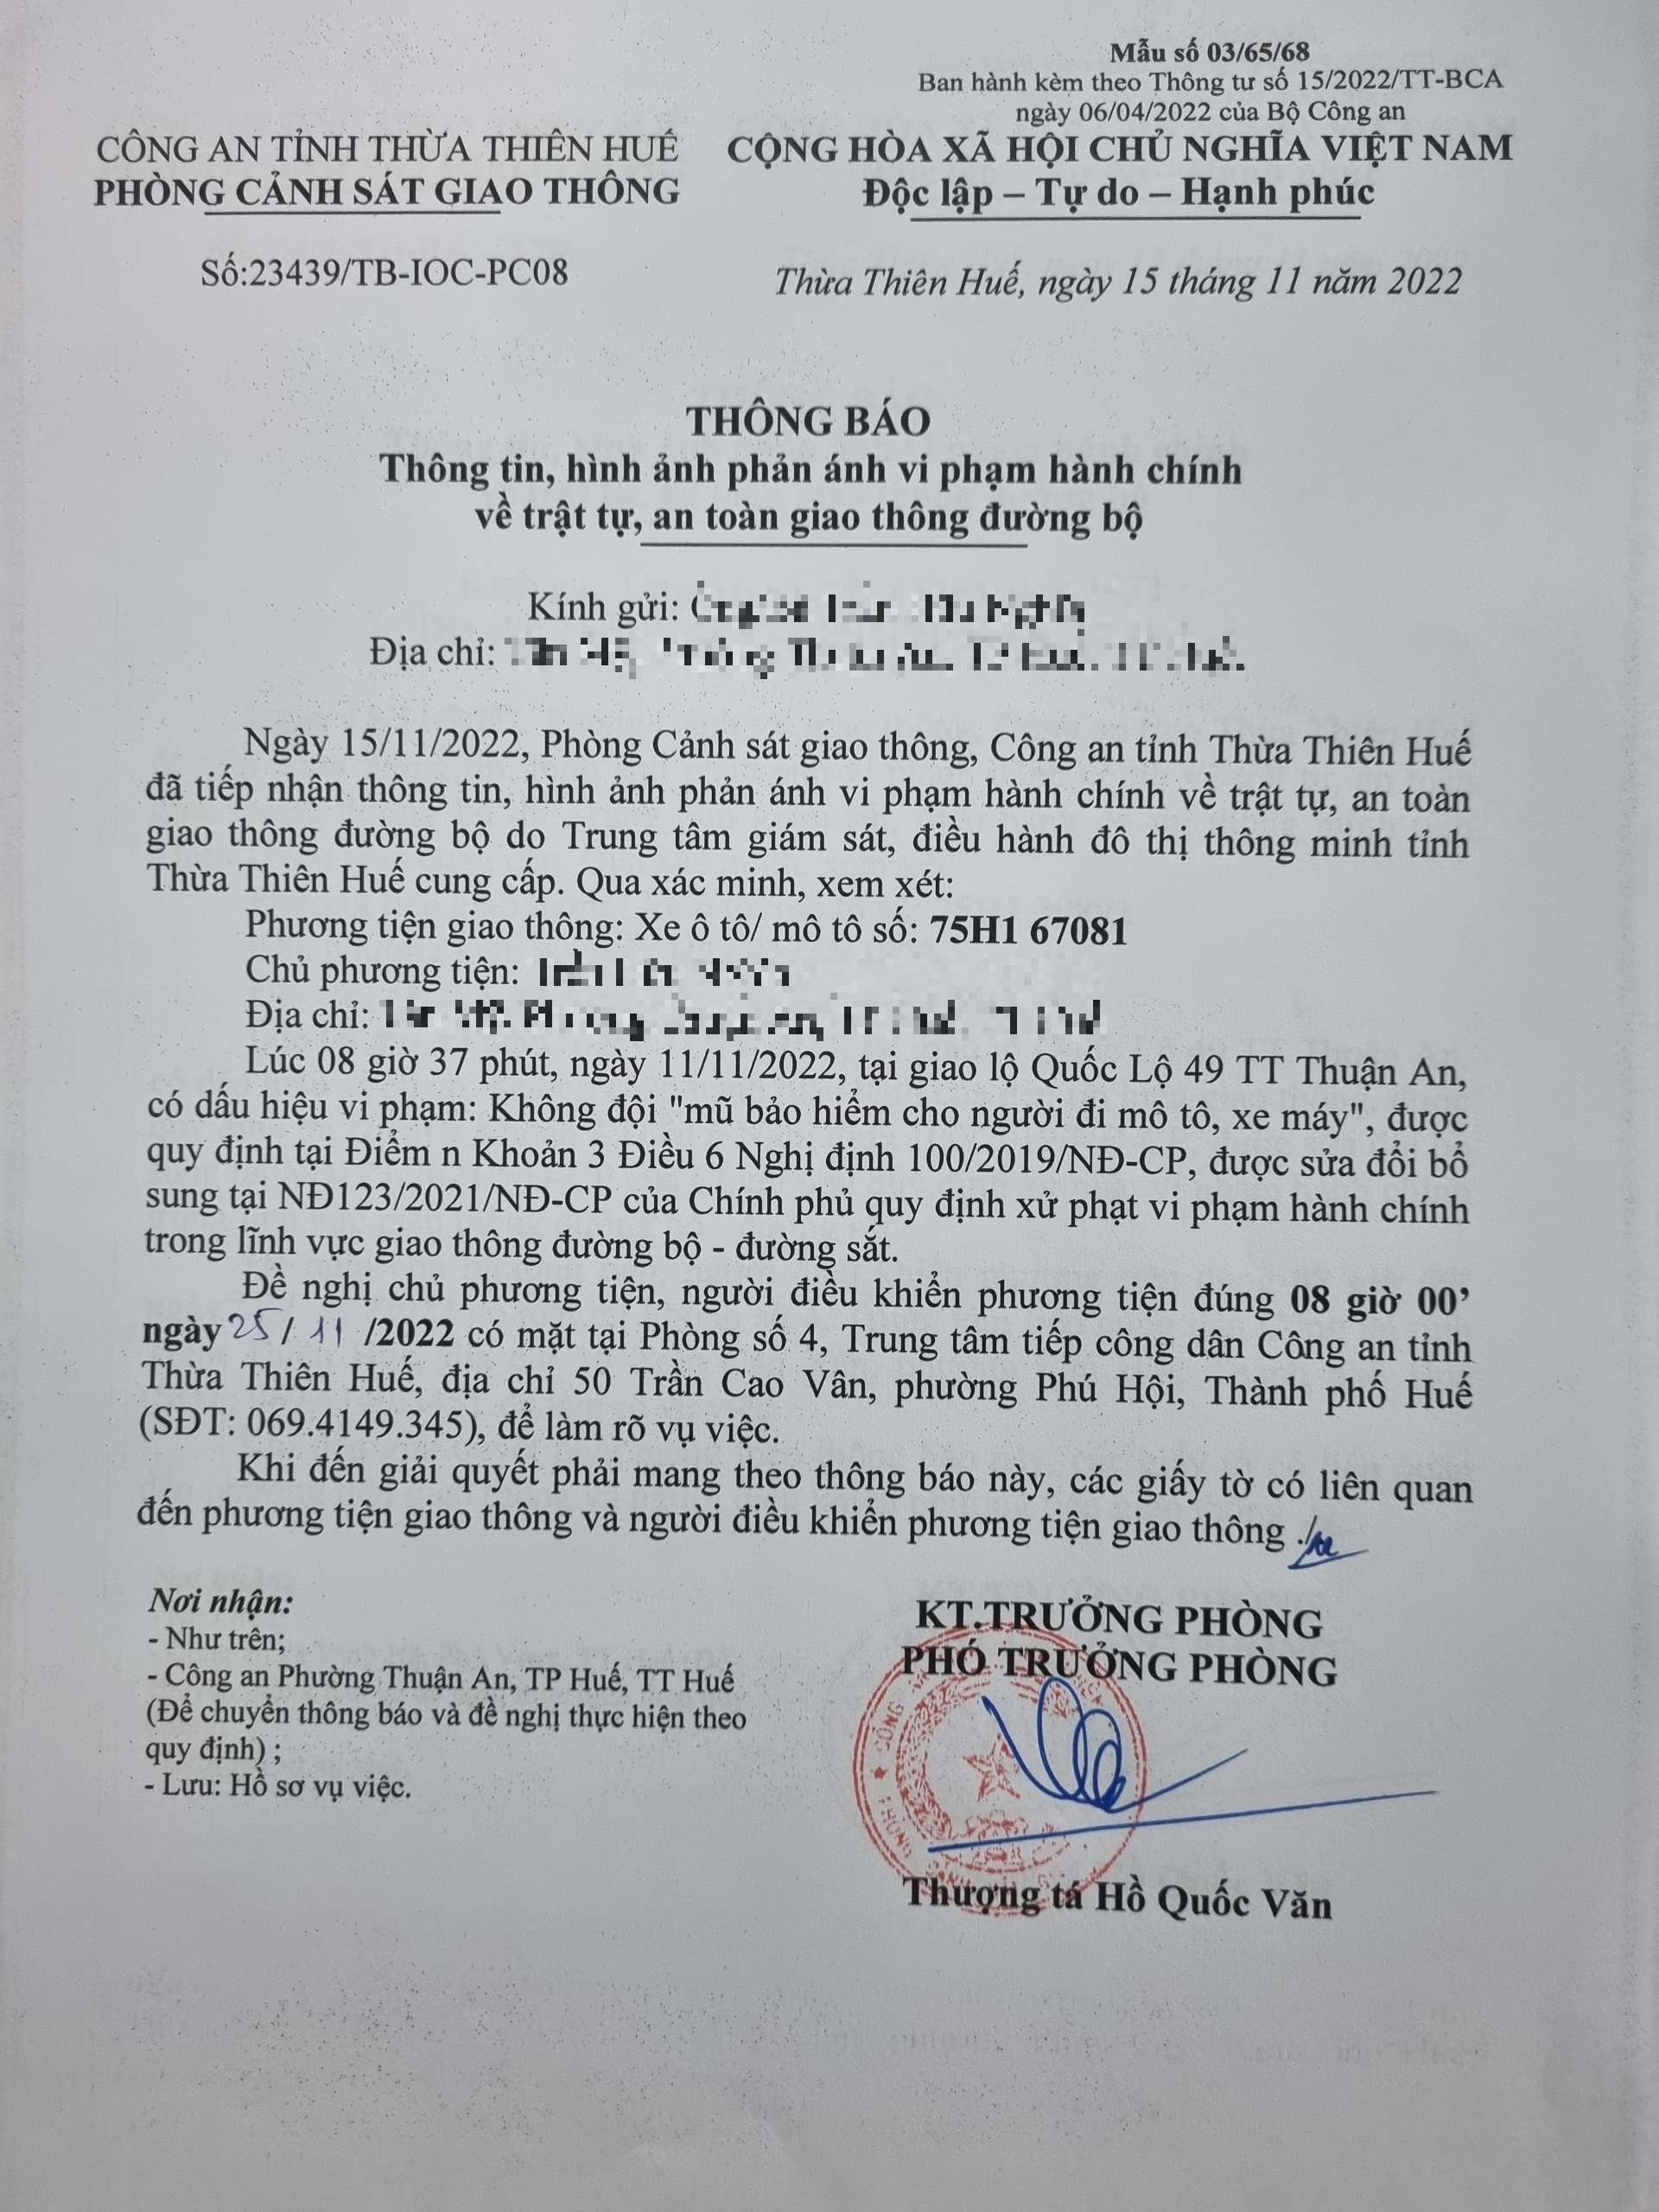 Mẫu số 03/65/68
Ban hành kèm theo Thông tư số 15/2022/TT-BCA
ngày 06/04/2022 của Bộ Công an
CÔNG AN TỈNH THỪA THIÊN HUẾ
PHÒNG CẢNH SÁT GIAO THÔNG
CỘNG HÒA XÃ HỘI CHỦ NGHĨA VIỆT NAM
Độc lập – Tự do – Hạnh phúc
Số:23439/TB-IOC-PC08
Thừa Thiên Huế, ngày 15 tháng 11 năm 2022
THÔNG BÁO
Thông tin, hình ảnh phản ánh vi phạm hành chính
về trật tự, an toàn giao thông đường bộ
Kính gửi:
Địa chỉ:
Ngày 15/11/2022, Phòng Cảnh sát giao thông, Công an tỉnh Thừa Thiên Huế
đã tiếp nhận thông tin, hình ảnh phản ánh vi phạm hành chính về trật tự, an toàn
giao thông đường bộ do Trung tâm giám sát, điều hành đô thị thông minh tỉnh
Thừa Thiên Huế cung cấp. Qua xác minh, xem xét:
Phương tiện giao thông: Xe ô tô/ mô tô số: 75H1 67081
Chủ phương tiện:
Địa chỉ:
Lúc 08 giờ 37 phút, ngày 11/11/2022, tại giao lộ Quốc Lộ 49 TT Thuận An,
có dấu hiệu vi phạm: Không đội "mũ bảo hiểm cho người đi mô tô, xe máy", được
quy định tại Điểm n Khoản 3 Điều 6 Nghị định 100/2019/NĐ-CP, được sửa đổi bổ
sung tại NĐ123/2021/NĐ-CP của Chính phủ quy định xử phạt vi phạm hành chính
trong lĩnh vực giao thông đường bộ - đường sắt.
Đề nghị chủ phương tiện, người điều khiển phương tiện đúng 08 giờ 00’
ngày 25/ 11 /2022 có mặt tại Phòng số 4, Trung tâm tiếp công dân Công an tỉnh
Thừa Thiên Huế, địa chỉ 50 Trần Cao Vân, phường Phú Hội, Thành phố Huế
(SĐT: 069.4149.345), để làm rõ vụ việc.
Khi đến giải quyết phải mang theo thông báo này, các giấy tờ có liên quan
đến phương tiện giao thông và người điều khiển phương tiện giao thông ./
Nơi nhận:
- Như trên;
- Công an Phường Thuận An, TP Huế, TT Huế
(Để chuyển thông báo và đề nghị thực hiện theo
quy định) ;
- Lưu: Hồ sơ vụ việc.
KT.TRƯỞNG PHÒNG
PHÓ TRƯỞNG PHÒNG
Thượng tá Hồ Quốc Văn